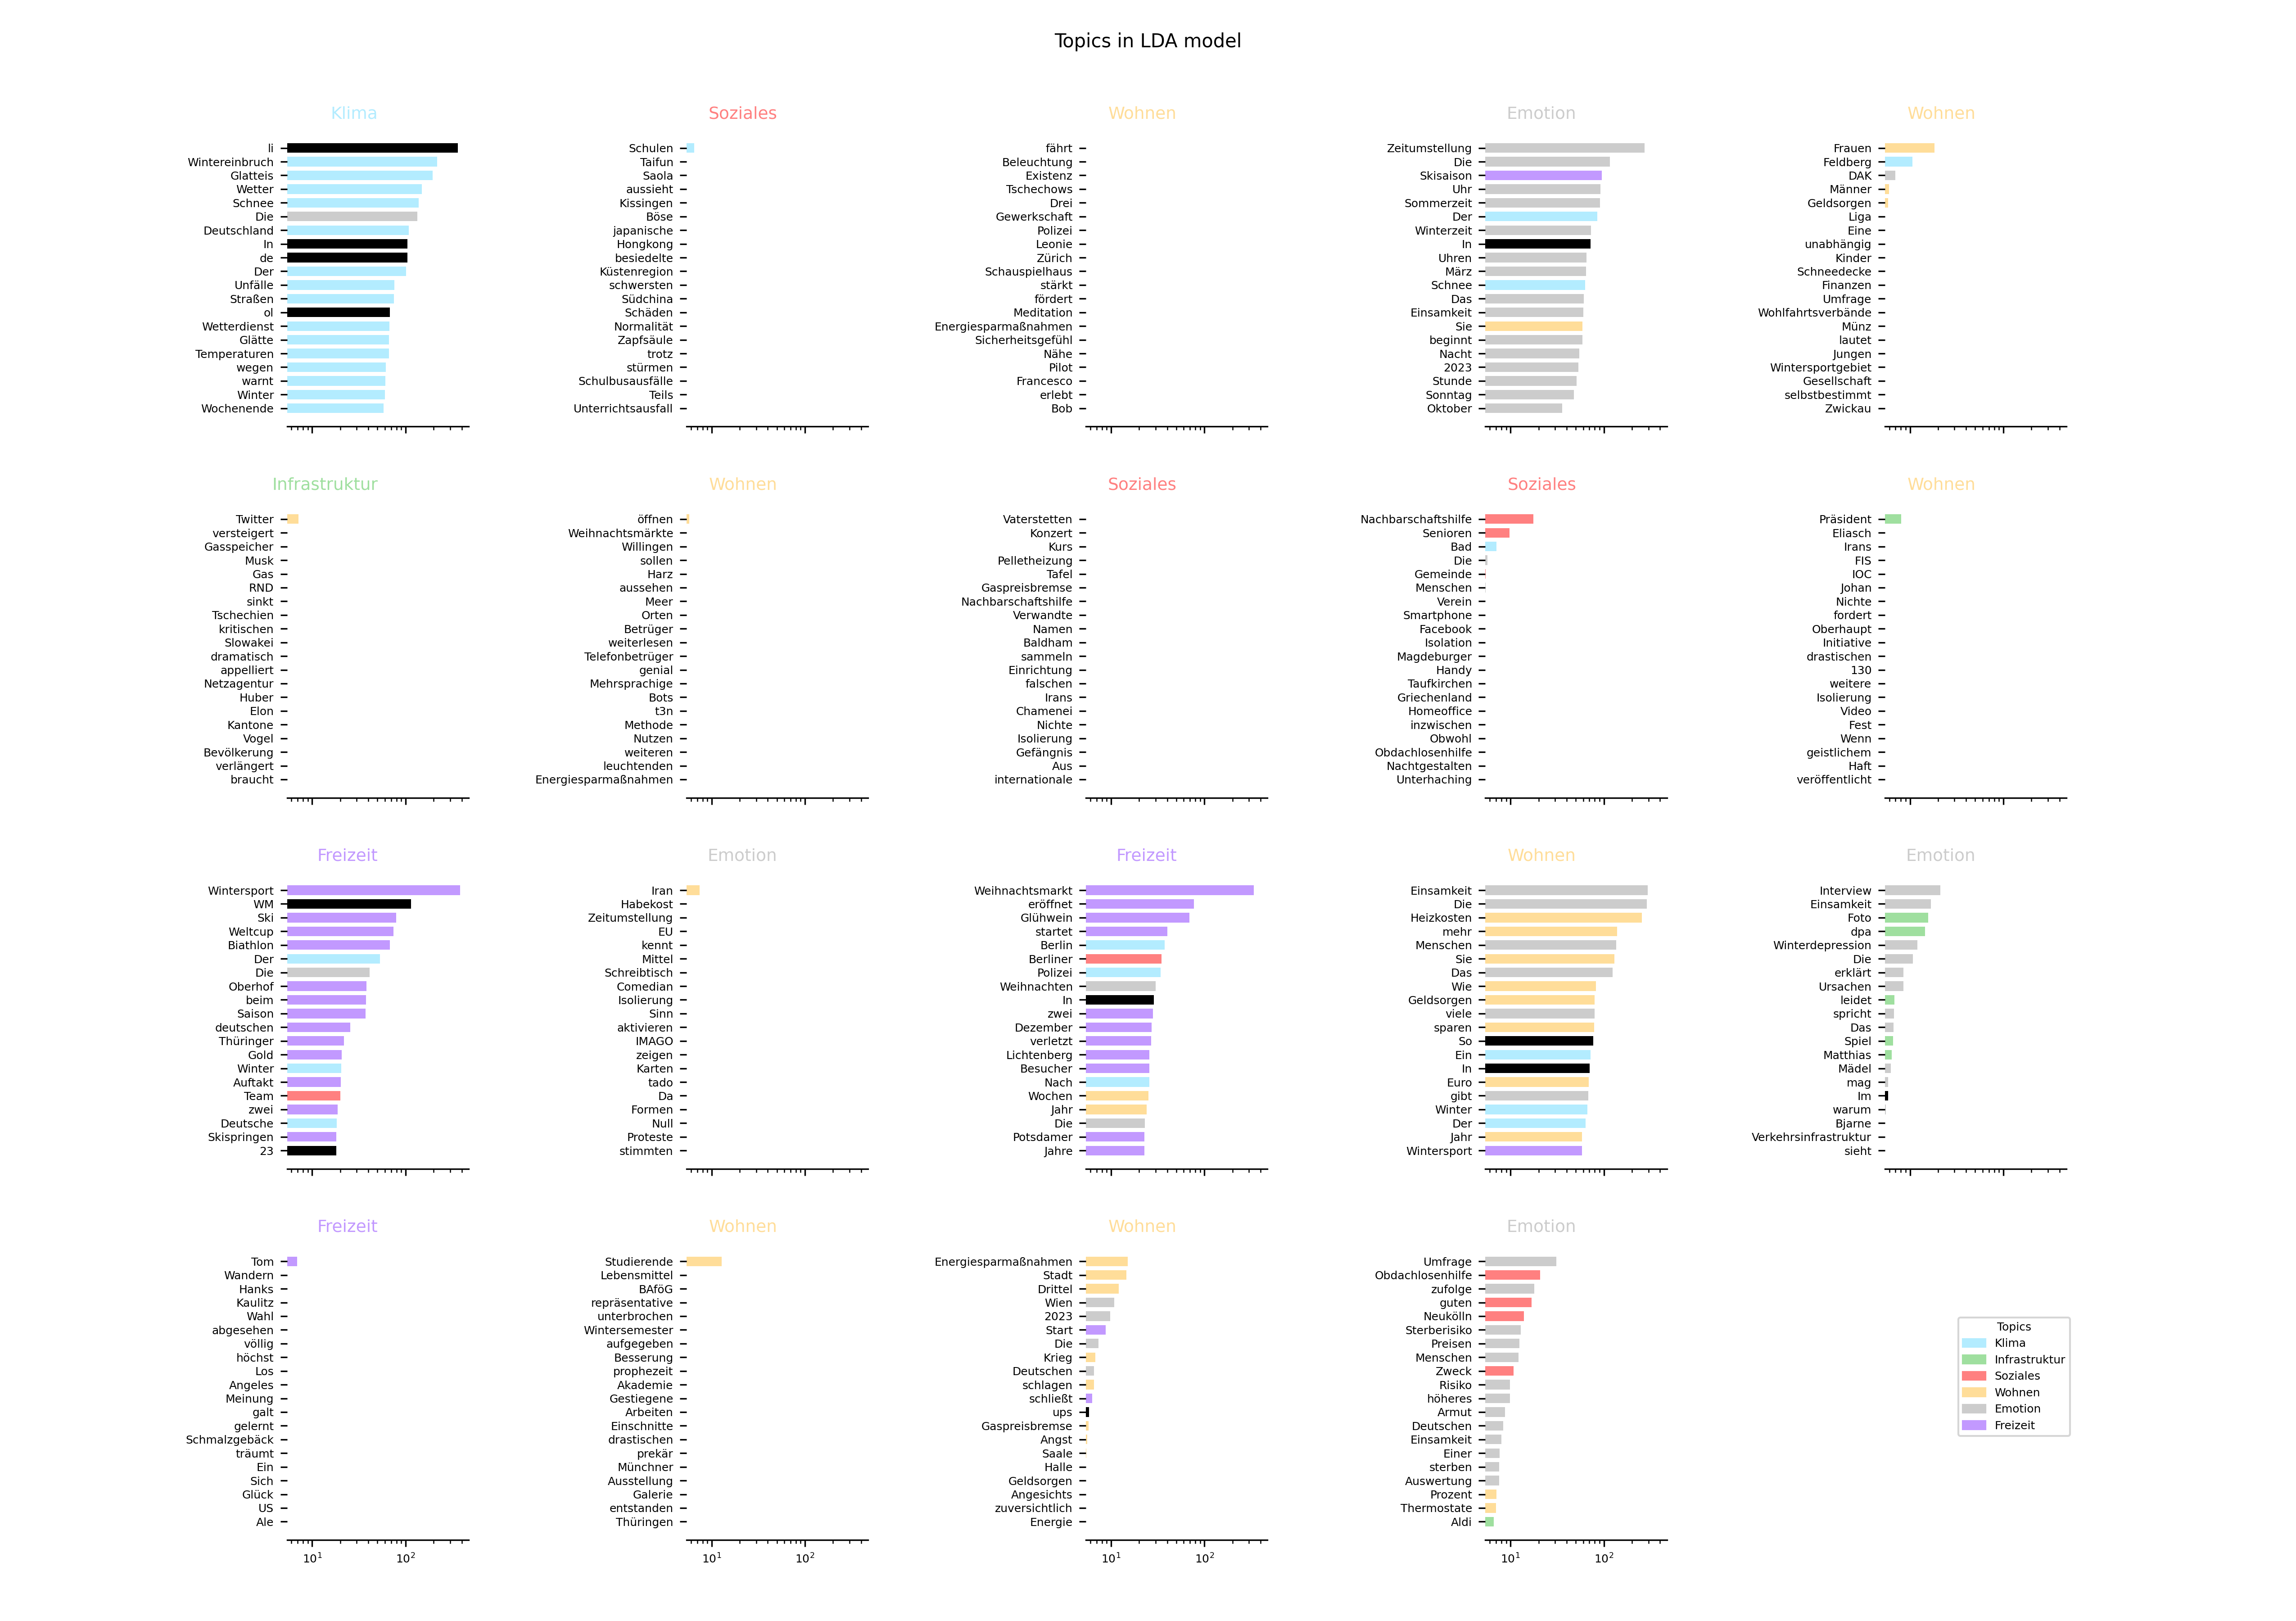 Topics in LDA model
Klima
li
Wintereinbruch
Glatteis
Wetter
Schnee
Die
Deutschland
In
de
Der
Unfälle
Straßen
ol
Wetterdienst
Glätte
Temperaturen
wegen
warnt
Winter
Wochenende
Soziales
Schulen
Taifun
Saola
aussieht
Kissingen
Böse
japanische
Hongkong
besiedelte
Küstenregion
schwersten
Südchina
Schäden
Normalität
Zapfsäule
trotz
stürmen
Schulbusausfälle
Teils
Unterrichtsausfall
Wohnen
fährt
Beleuchtung
Existenz
Tschechows
Drei
Gewerkschaft
Polizei
Leonie
Zürich
Schauspielhaus
stärkt
fördert
Meditation
Energiesparmaßnahmen
Sicherheitsgefühl
Nähe
Pilot
Francesco
erlebt
Bob
Emotion
Zeitumstellung
Die
Skisaison
Uhr
Sommerzeit
Der
Winterzeit
In
Uhren
März
Schnee
Das
Einsamkeit
Sie
beginnt
Nacht
2023
Stunde
Sonntag
Oktober
Wohnen
Frauen
Feldberg
DAK
Männer
Geldsorgen
Liga
Eine
unabhängig
Kinder
Schneedecke
Finanzen
Umfrage
Wohlfahrtsverbände
Münz
lautet
Jungen
Wintersportgebiet
Gesellschaft
selbstbestimmt
Zwickau
Infrastruktur
Twitter
versteigert
Gasspeicher
Musk
Gas
RND
sinkt
Tschechien
kritischen
Slowakei
dramatisch
appelliert
Netzagentur
Huber
Elon
Kantone
Vogel
Bevölkerung
verlängert
braucht
Wohnen
öffnen
Weihnachtsmärkte
Willingen
sollen
Harz
aussehen
Meer
Orten
Betrüger
weiterlesen
Telefonbetrüger
genial
Mehrsprachige
Bots
t3n
Methode
Nutzen
weiteren
leuchtenden
Energiesparmaßnahmen
Soziales
Vaterstetten
Konzert
Kurs
Pelletheizung
Tafel
Gaspreisbremse
Nachbarschaftshilfe
Verwandte
Namen
Baldham
sammeln
Einrichtung
falschen
Irans
Chamenei
Nichte
Isolierung
Gefängnis
Aus
internationale
Soziales
Nachbarschaftshilfe
Senioren
Bad
Die
Gemeinde
Menschen
Verein
Smartphone
Facebook
Isolation
Magdeburger
Handy
Taufkirchen
Griechenland
Homeoffice
inzwischen
Obwohl
Obdachlosenhilfe
Nachtgestalten
Unterhaching
Wohnen
Präsident
Eliasch
Irans
FIS
IOC
Johan
Nichte
fordert
Oberhaupt
Initiative
drastischen
130
weitere
Isolierung
Video
Fest
Wenn
geistlichem
Haft
veröffentlicht
Freizeit
Wintersport
WM
Ski
Weltcup
Biathlon
Der
Die
Oberhof
beim
Saison
deutschen
Thüringer
Gold
Winter
Auftakt
Team
zwei
Deutsche
Skispringen
23
Emotion
Iran
Habekost
Zeitumstellung
EU
kennt
Mittel
Schreibtisch
Comedian
Isolierung
Sinn
aktivieren
IMAGO
zeigen
Karten
tado
Da
Formen
Null
Proteste
stimmten
Freizeit
Weihnachtsmarkt
eröffnet
Glühwein
startet
Berlin
Berliner
Polizei
Weihnachten
In
zwei
Dezember
verletzt
Lichtenberg
Besucher
Nach
Wochen
Jahr
Die
Potsdamer
Jahre
Wohnen
Einsamkeit
Die
Heizkosten
mehr
Menschen
Sie
Das
Wie
Geldsorgen
viele
sparen
So
Ein
In
Euro
gibt
Winter
Der
Jahr
Wintersport
Emotion
Interview
Einsamkeit
Foto
dpa
Winterdepression
Die
erklärt
Ursachen
leidet
spricht
Das
Spiel
Matthias
Mädel
mag
Im
warum
Bjarne
Verkehrsinfrastruktur
sieht
Freizeit
Tom
Wandern
Hanks
Kaulitz
Wahl
abgesehen
völlig
höchst
Los
Angeles
Meinung
galt
gelernt
Schmalzgebäck
träumt
Ein
Sich
Glück
US
Ale
10¹ 10²
Wohnen
Studierende
Lebensmittel
BAföG
repräsentative
unterbrochen
Wintersemester
aufgegeben
Besserung
prophezeit
Akademie
Gestiegene
Arbeiten
Einschnitte
drastischen
prekär
Münchner
Ausstellung
Galerie
entstanden
Thüringen
10¹ 10²
Wohnen
Energiesparmaßnahmen
Stadt
Drittel
Wien
2023
Start
Die
Krieg
Deutschen
schlagen
schließt
ups
Gaspreisbremse
Angst
Saale
Halle
Geldsorgen
Angesichts
zuversichtlich
Energie
10¹ 10²
Emotion
Umfrage
Obdachlosenhilfe
zufolge
guten
Neukölln
Sterberisiko
Preisen
Menschen
Zweck
Risiko
höheres
Armut
Deutschen
Einsamkeit
Einer
sterben
Auswertung
Prozent
Thermostate
Aldi
10¹ 10²
Topics
Klima
Infrastruktur
Soziales
Wohnen
Emotion
Freizeit